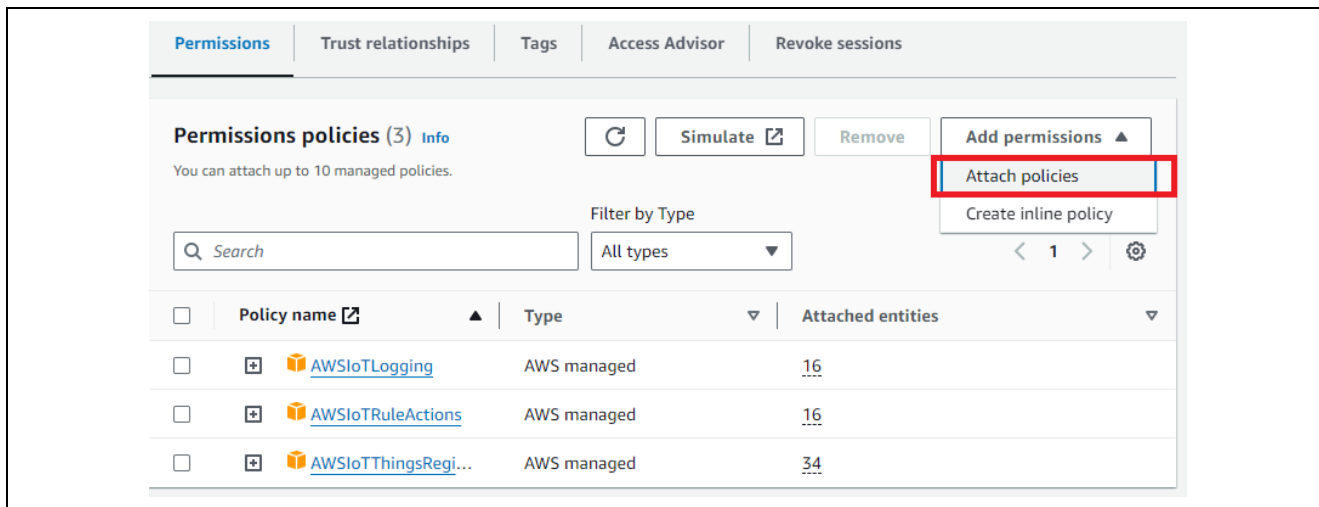 Permissions Trust relationships Tags Access Advisor Revoke sessions
Permissions policies (3) Info Simulate Remove Add permissions
You can attach up to 10 managed policies. Attach policies
Filter by Type Create inline policy
Search All types 1
Policy name Type Attached entities
AWSIoTLogging AWS managed 16
AWSIoTRuleActions AWS managed 16
AWSIoTThingsRegi... AWS managed 34